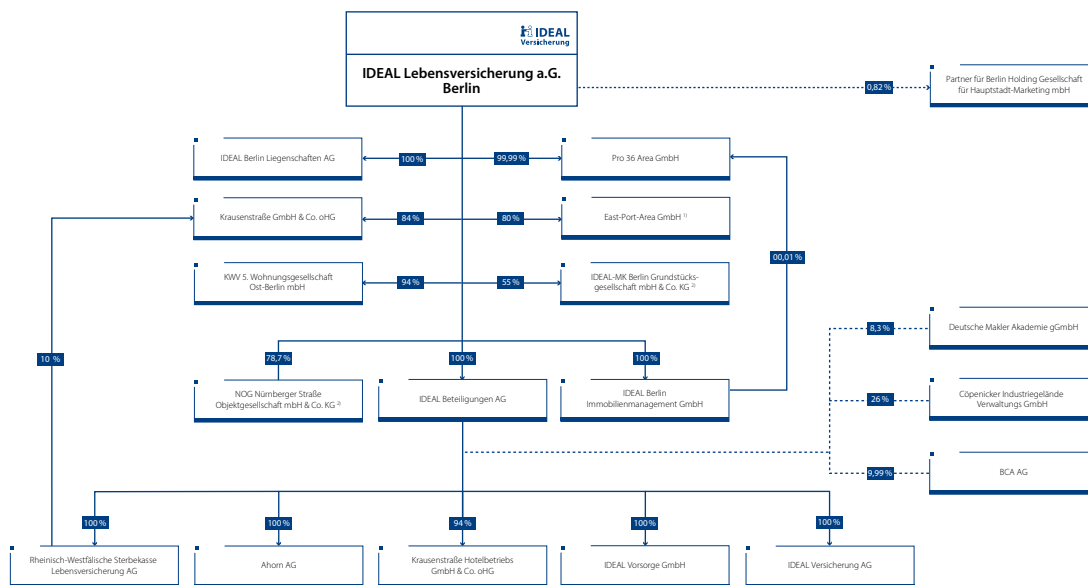 IDEAL
Versicherung
IDEAL Lebensversicherung a.G.
Berlin
0,82 %
Partner für Berlin Holding Gesellschaft
für Hauptstadt-Marketing mbH
IDEAL Berlin Liegenschaften AG
100 %
99,99 %
Pro 36 Area GmbH
Krausenstraße GmbH & Co. oHG
84 %
80 %
East-Port-Area GmbH 1)
00,01 %
KWV 5. Wohnungsgesellschaft
Ost-Berlin mbH
94 %
55 %
IDEAL-MK Berlin Grundstücks-
gesellschaft mbH & Co. KG 2)
8,3 %
Deutsche Makler Akademie gGmbH
10 %
78,7 %
100 %
100 %
NOG Nürnberger Straße
Objektgesellschaft mbH & Co. KG 3)
IDEAL Beteiligungen AG
IDEAL Berlin
Immobilienmanagement GmbH
26 %
Cöpenicker Industriegelände
Verwaltungs GmbH
9,99 %
BCA AG
100 %
100 %
94 %
100 %
100 %
Rheinisch-Westfälische Sterbekasse
Lebensversicherung AG
Ahorn AG
Krausenstraße Hotelbetriebs
GmbH & Co. oHG
IDEAL Vorsorge GmbH
IDEAL Versicherung AG